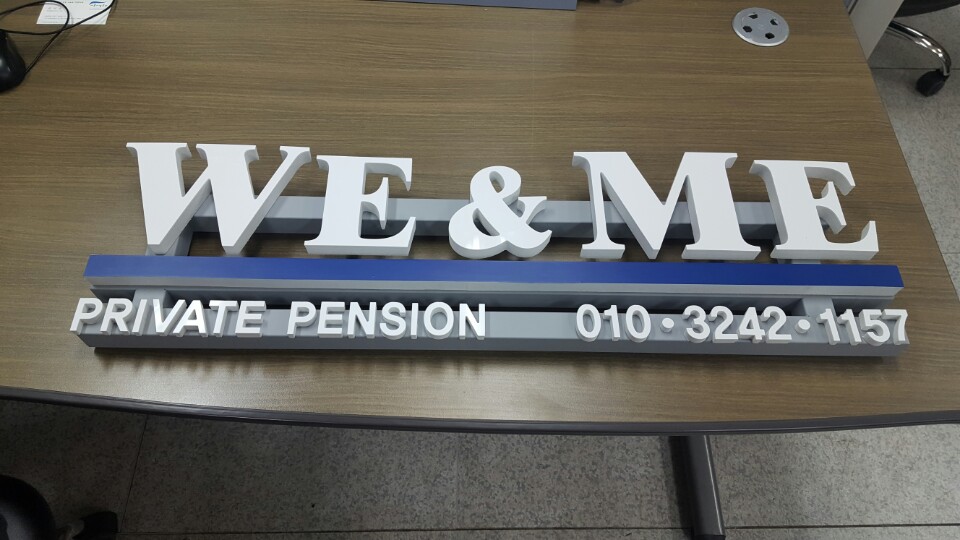 WE & ME
PRIVATE PENSION 010·3242·1157